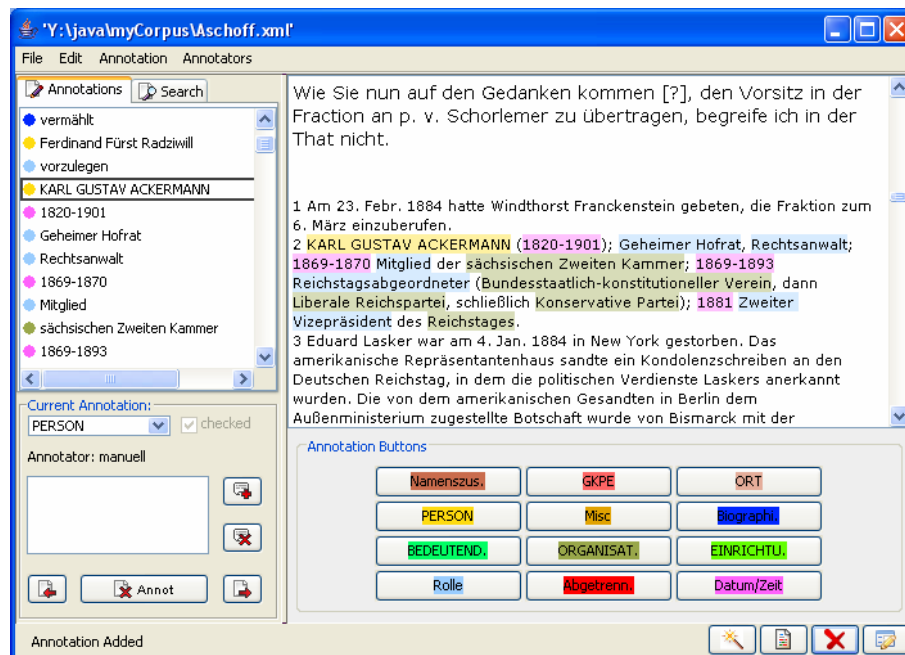 'Y:\java\myCorpus\Aschoff.xml'
File Edit Annotation Annotators
Annotations Search
vermählt
Ferdinand Fürst Radziwill
vorzulegen
KARL GUSTAV ACKERMANN
1820-1901
Geheimer Hofrat
Rechtsanwalt
1869-1870
Mitglied
sächsischen Zweiten Kammer
1869-1893
Current Annotation:
PERSON checked
Annotator: manuell
Annot
Wie Sie nun auf den Gedanken kommen [?], den Vorsitz in der
Fraction an p. v. Schorlemer zu übertragen, begreife ich in der
That nicht.
1 Am 23. Febr. 1884 hatte Windthorst Franckenstein gebeten, die Fraktion zum
6. März einzuberufen.
2 KARL GUSTAV ACKERMANN (1820-1901); Geheimer Hofrat, Rechtsanwalt;
1869-1870 Mitglied der sächsischen Zweiten Kammer; 1869-1893
Reichstagsabgeordneter (Bundesstaatlich-konstitutioneller Verein, dann
Liberale Reichspartei, schließlich Konservative Partei); 1881 Zweiter
Vizepräsident des Reichstages.
3 Eduard Lasker war am 4. Jan. 1884 in New York gestorben. Das
amerikanische Repräsentantenhaus sandte ein Kondolenzschreiben an den
Deutschen Reichstag, in dem die politischen Verdienste Laskers anerkannt
wurden. Die von dem amerikanischen Gesandten in Berlin dem
Außenministerium zugestellte Botschaft wurde von Bismarck mit der
Annotation Buttons
Namenszus. GKPE ORT
PERSON Misc Biographi.
BEDEUTEND. ORGANISAT. EINRICHTU.
Rolle Abgetrenn. Datum/Zeit
Annotation Added